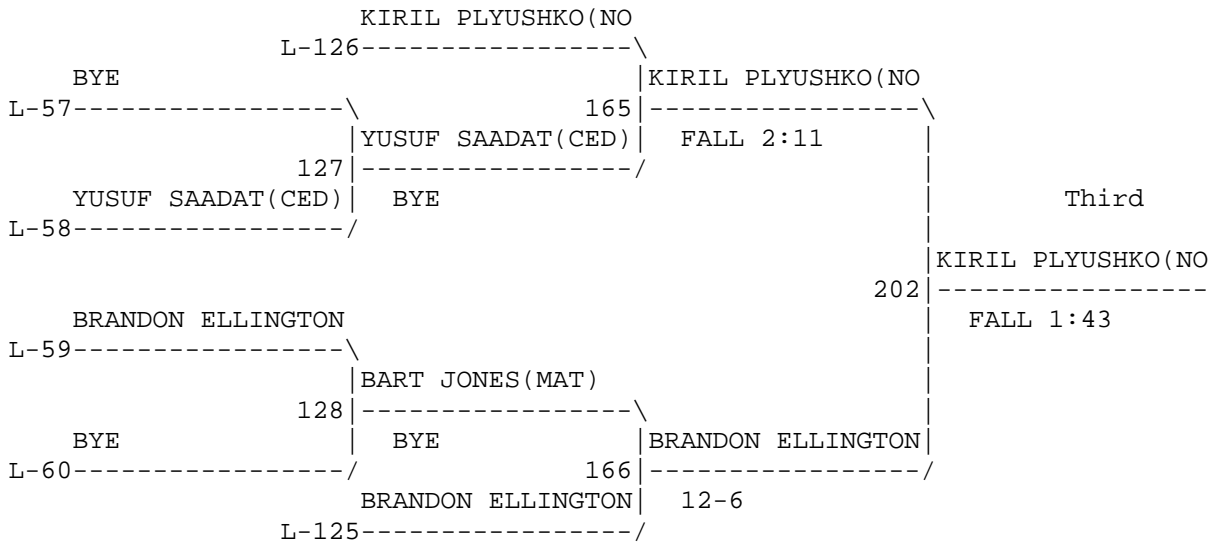 KIRIL PLYUSHKO(NO
L-126-----------------\
BYE |KIRIL PLYUSHKO(NO
L-57-----------------\ 165|-----------------\
|YUSUF SAADAT(CED)| FALL 2:11 |
127|-----------------/ |
YUSUF SAADAT(CED)| BYE | Third
L-58-----------------/ |
|KIRIL PLYUSHKO(NO
202|-----------------
BRANDON ELLINGTON | FALL 1:43
L-59-----------------\ |
|BART JONES(MAT) |
128|-----------------\ |
BYE | BYE |BRANDON ELLINGTON|
L-60-----------------/ 166|-----------------/
BRANDON ELLINGTON| 12-6
L-125-----------------/